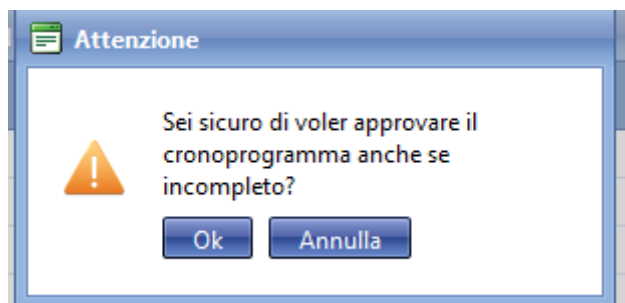 Attenzione
Sei sicuro di voler approvare il
cronoprogramma anche se
incompleto?
Ok
Annulla